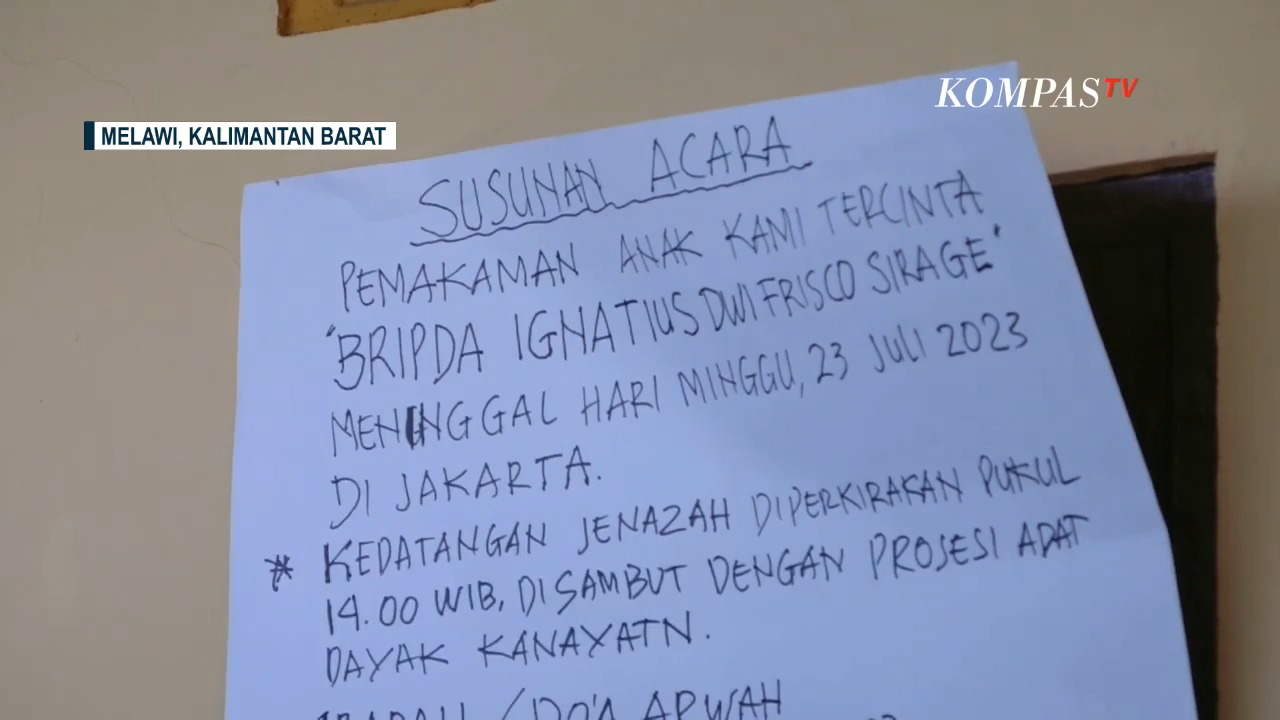 KOMPASTV
MELAWI, KALIMANTAN BARAT
SUSUNAN ACARA
PEMAKAMAN ANAK KAMI TERCINTA
"BRIPDA IGNATIUS DWI FRISCO SIRAGE"
MENINGGAL HARI MINGGU, 23 JULI 2023
DI JAKARTA.
* KEDATANGAN JENAZAH DIPERKIRAKAN PUKUL
14.00 WIB, DISAMBUT DENGAN PROSESI ADAT
DAYAK KANAYATN.
IBADAH / DO'A ARWAH